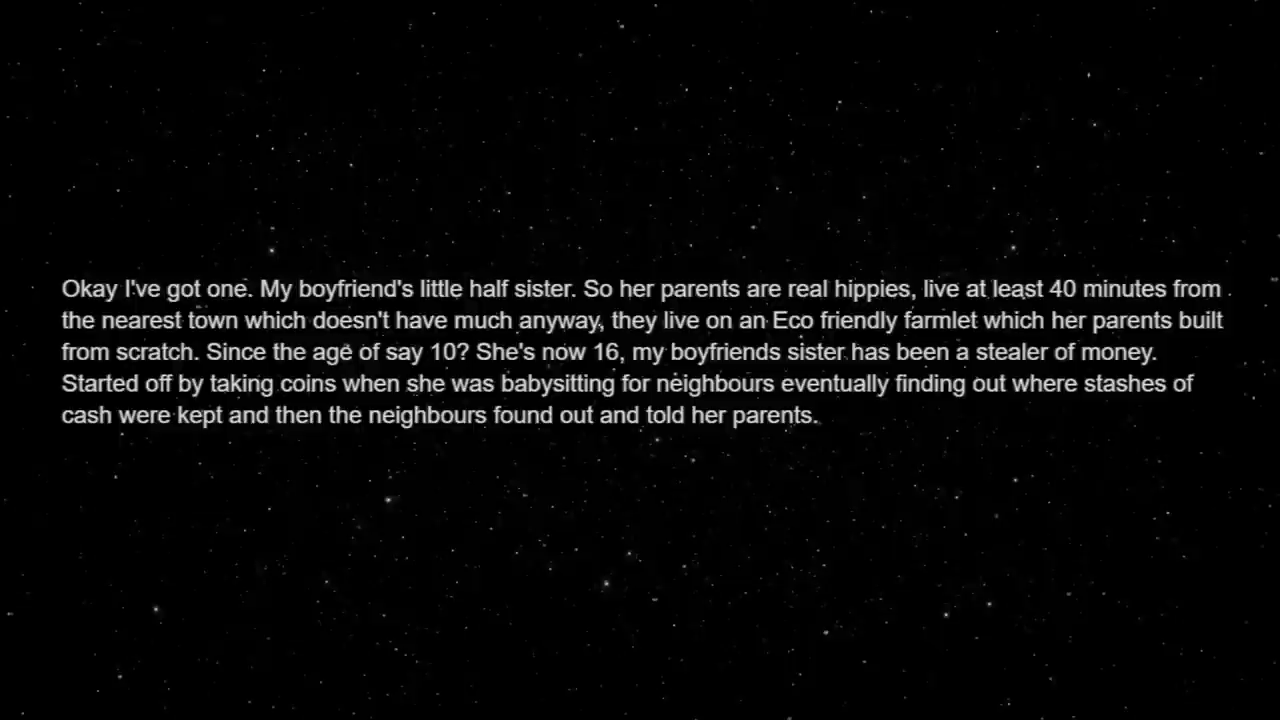 Okay I've got one. My boyfriend's little half sister. So her parents are real hippies, live at least 40 minutes from
the nearest town which doesn't have much anyway, they live on an Eco friendly farmlet which her parents built
from scratch. Since the age of say 10? She's now 16, my boyfriends sister has been a stealer of money.
Started off by taking coins when she was babysitting for neighbours eventually finding out where stashes of
cash were kept and then the neighbours found out and told her parents.